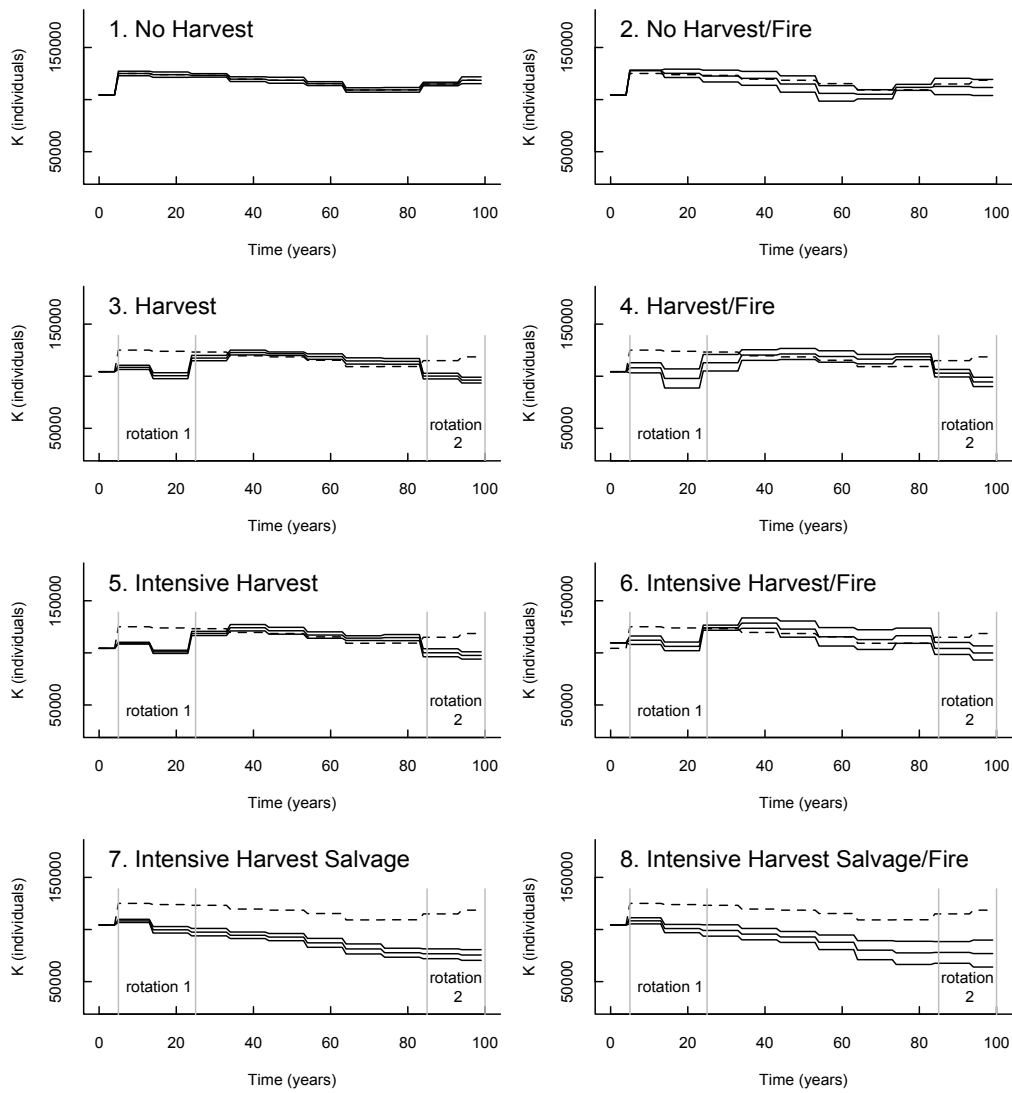 1. No Harvest
K (individuals)
50000
150000
0 20 40 60 80 100
Time (years)
2. No Harvest/Fire
K (individuals)
50000
150000
0 20 40 60 80 100
Time (years)
3. Harvest
K (individuals)
50000
150000
rotation 1
rotation
2
0 20 40 60 80 100
Time (years)
4. Harvest/Fire
K (individuals)
50000
150000
rotation 1
rotation
2
0 20 40 60 80 100
Time (years)
5. Intensive Harvest
K (individuals)
50000
150000
rotation 1
rotation
2
0 20 40 60 80 100
Time (years)
6. Intensive Harvest/Fire
K (individuals)
50000
150000
rotation 1
rotation
2
0 20 40 60 80 100
Time (years)
7. Intensive Harvest Salvage
K (individuals)
50000
150000
rotation 1
rotation
2
0 20 40 60 80 100
Time (years)
8. Intensive Harvest Salvage/Fire
K (individuals)
50000
150000
rotation 1
rotation
2
0 20 40 60 80 100
Time (years)